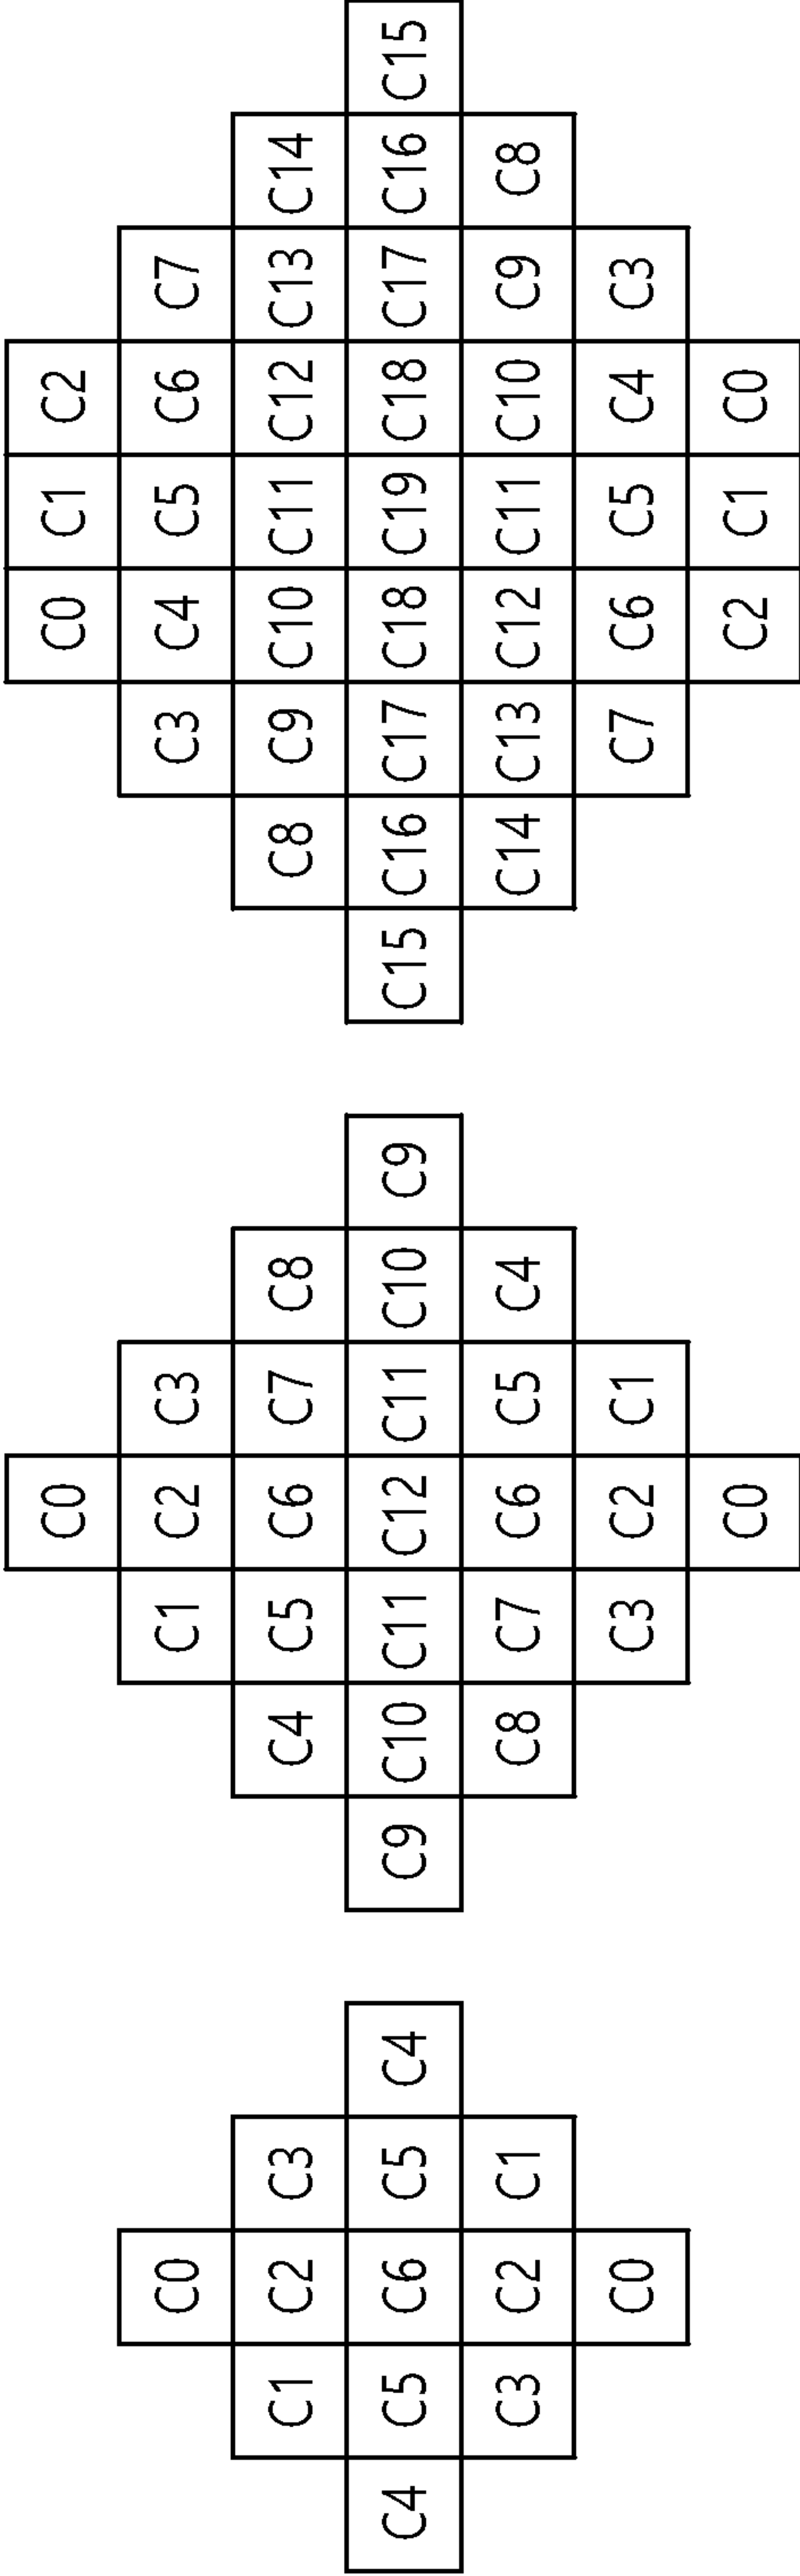 C0
C1 C2 C3
C4 C5 C6 C5 C4
C3 C2 C1
C0
C0
C1 C2 C3
C4 C5 C6 C7 C8
C9 C10 C11 C12 C11 C10 C9
C8 C7 C6 C5 C4
C3 C2 C1
C0
C0 C1 C2
C3 C4 C5 C6 C7
C8 C9 C10 C11 C12 C13 C14
C15 C16 C17 C18 C19 C18 C17 C16 C15
C14 C13 C12 C11 C10 C9 C8
C7 C6 C5 C4 C3
C2 C1 C0